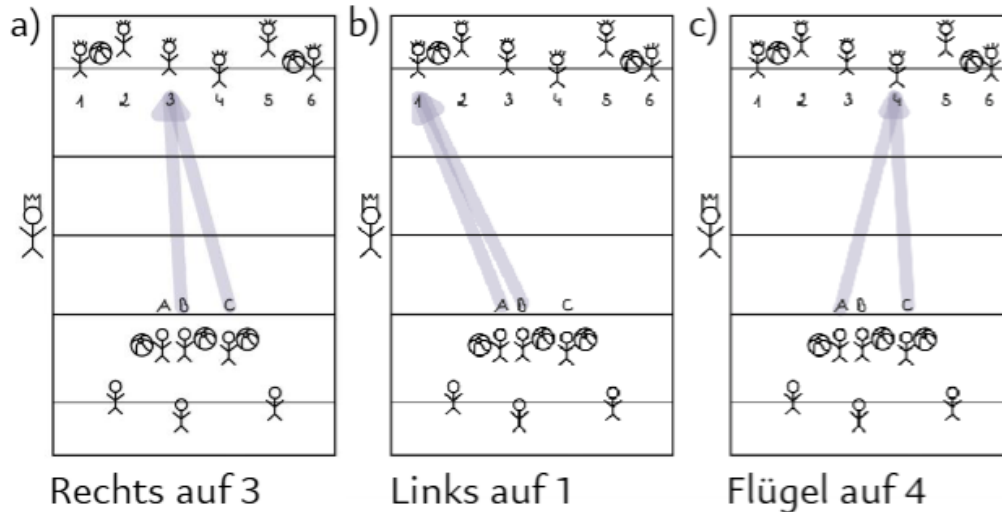 a) b) c)
1 2 3 4 5 6 1 2 3 4 5 6 1 2 3 4 5 6
A B C A B C A B C
Rechts auf 3 Links auf 1 Flügel auf 4